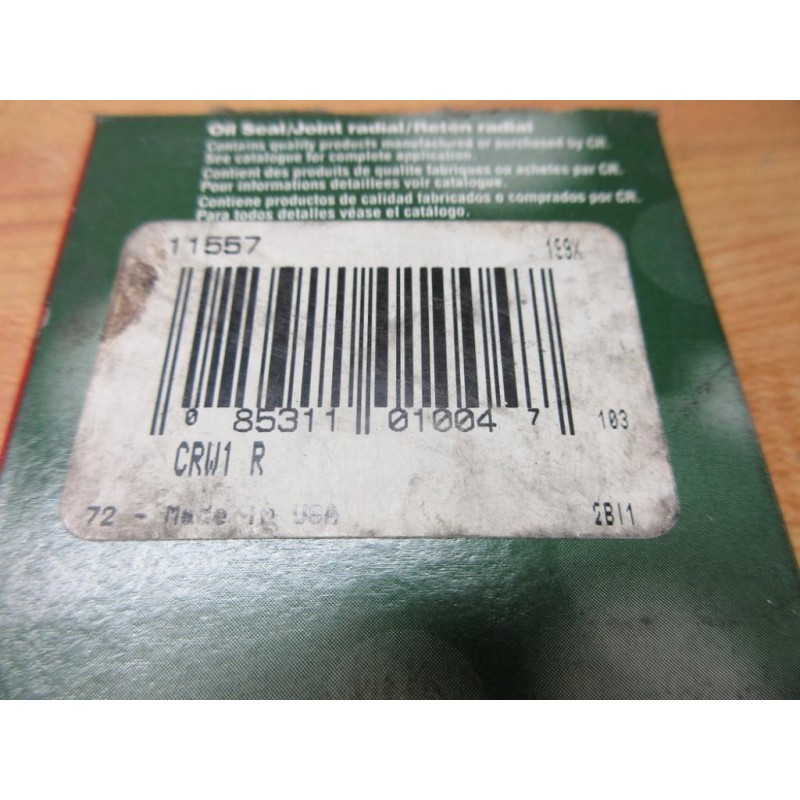 Oil Seal/Joint radial/Retén radial
Contains quality products manufactured or purchased by CR.
See catalogue for complete application.
Contient des produits de qualité fabriqués ou achetés par CR.
Pour informations détaillées voir catalogue.
Contiene productos de calidad fabricados o comprados por CR.
Para todos detalles véase el catálogo.
11557 199X
0 85311 01004 7 103
CRW1 R
72 - Made in USA 2BI1